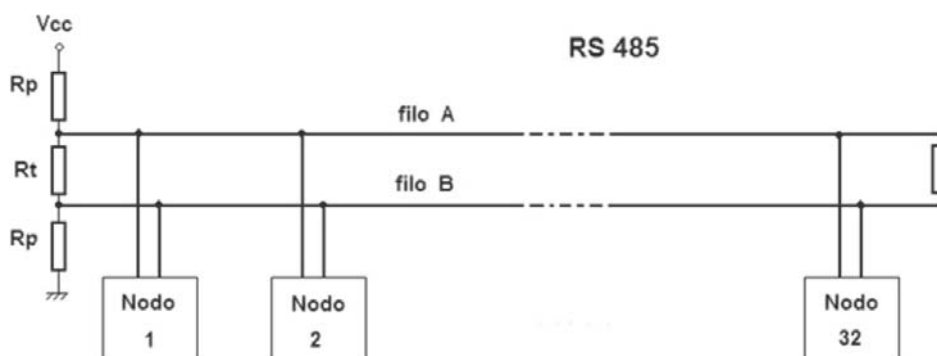 Vcc
RS 485
Rp
filo A
Rt
filo B
Rp
Nodo
1
Nodo
2
Nodo
32